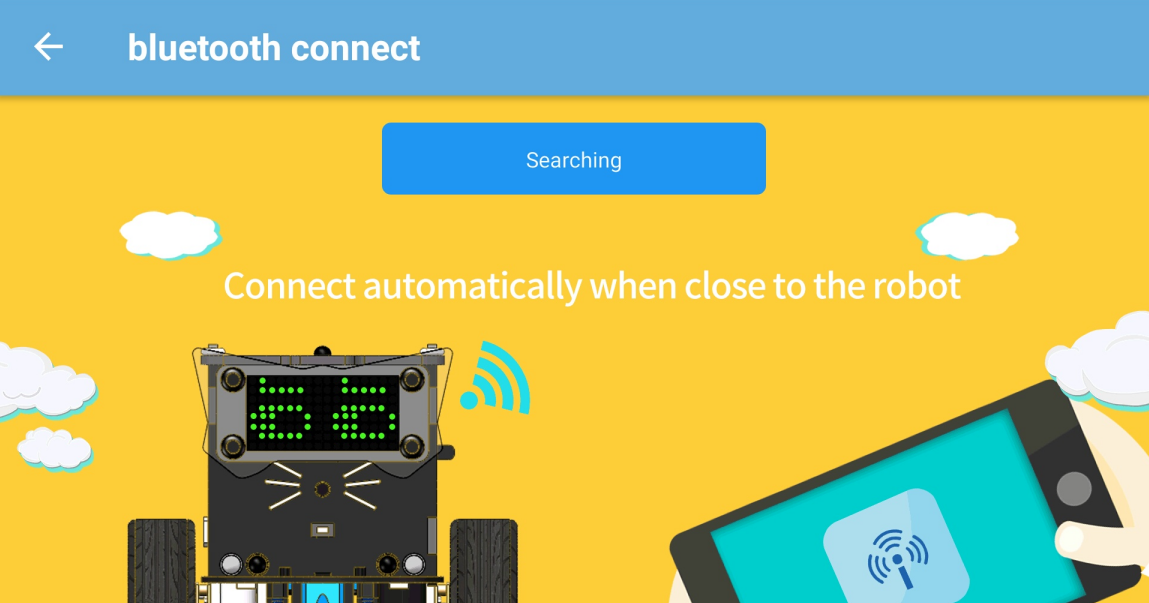 bluetooth connect
Searching
Connect automatically when close to the robot